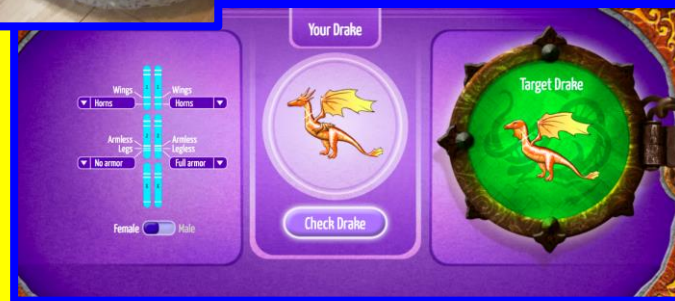 Your Drake
Target Drake
Wings
Wings
Horns
Horns
Armless
Armless
Legs
Legless
No armor
Full armor
Female
Male
Check Drake